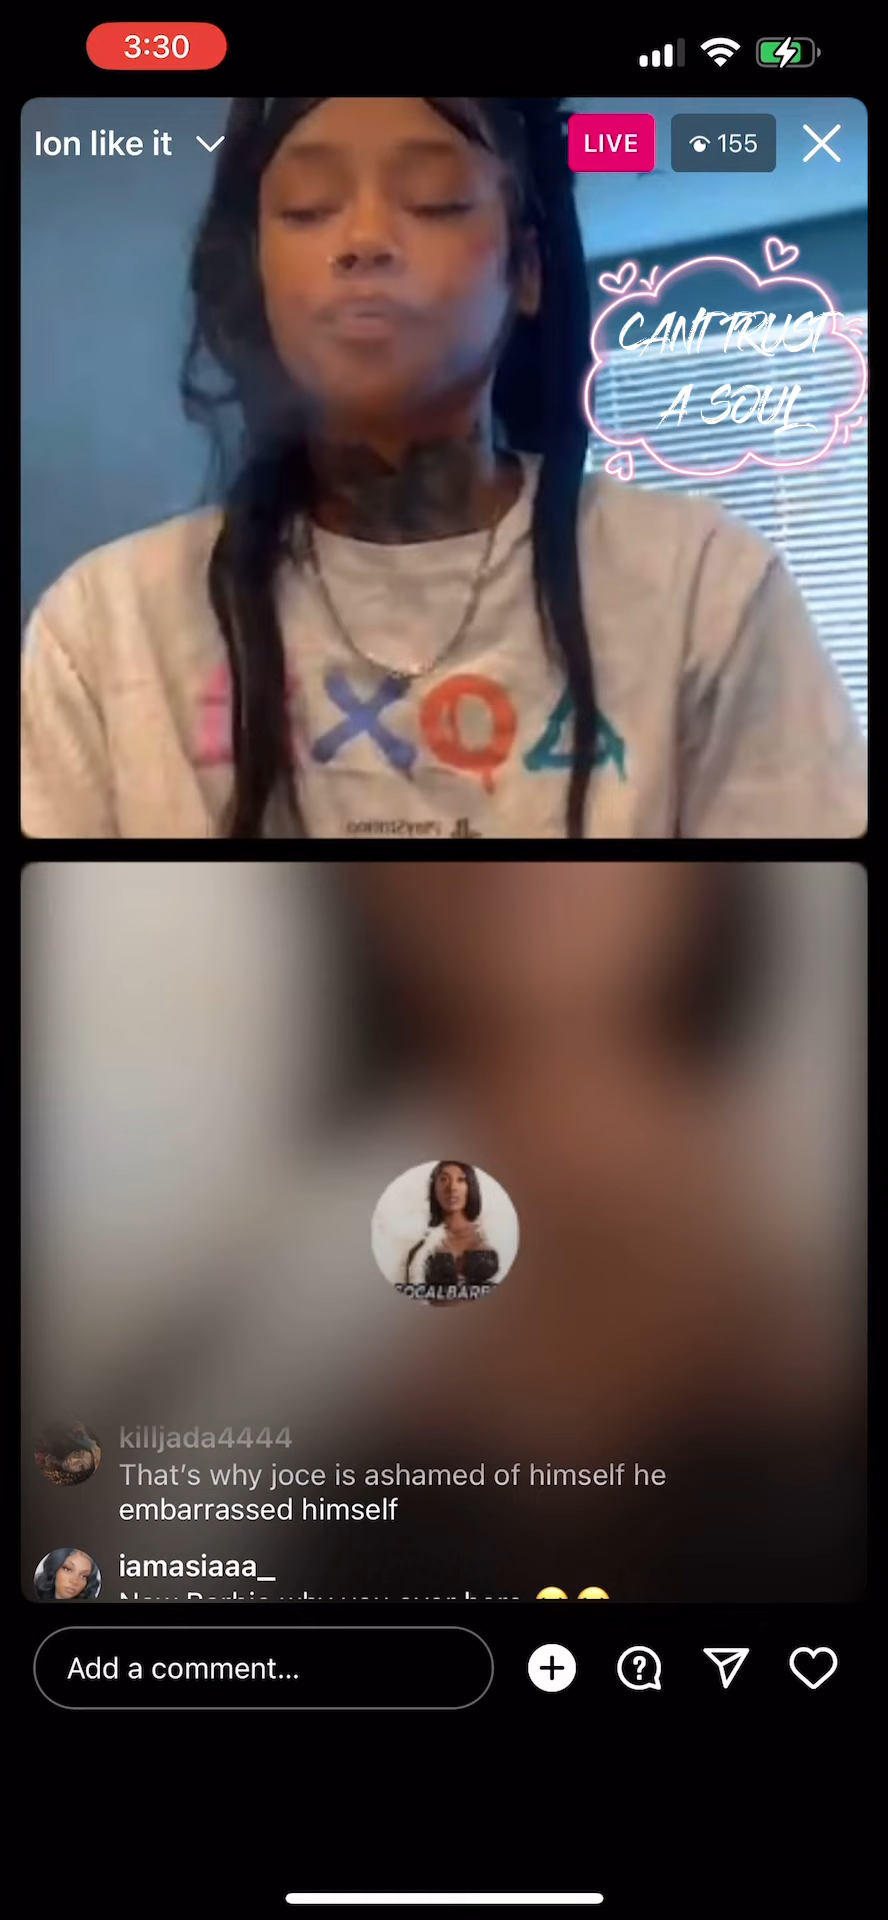 3:30
Ion like it
LIVE
155
CANT TRUST
A SOUL
killjada4444
That's why joce is ashamed of himself he
embarrassed himself
iamasiaaa_
Add a comment...